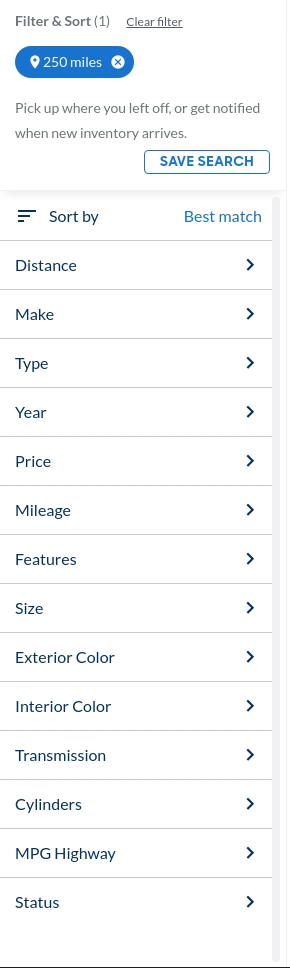 Filter & Sort (1) Clear filter
250 miles
Pick up where you left off, or get notified
when new inventory arrives.
SAVE SEARCH
Sort by Best match
Distance
Make
Type
Year
Price
Mileage
Features
Size
Exterior Color
Interior Color
Transmission
Cylinders
MPG Highway
Status